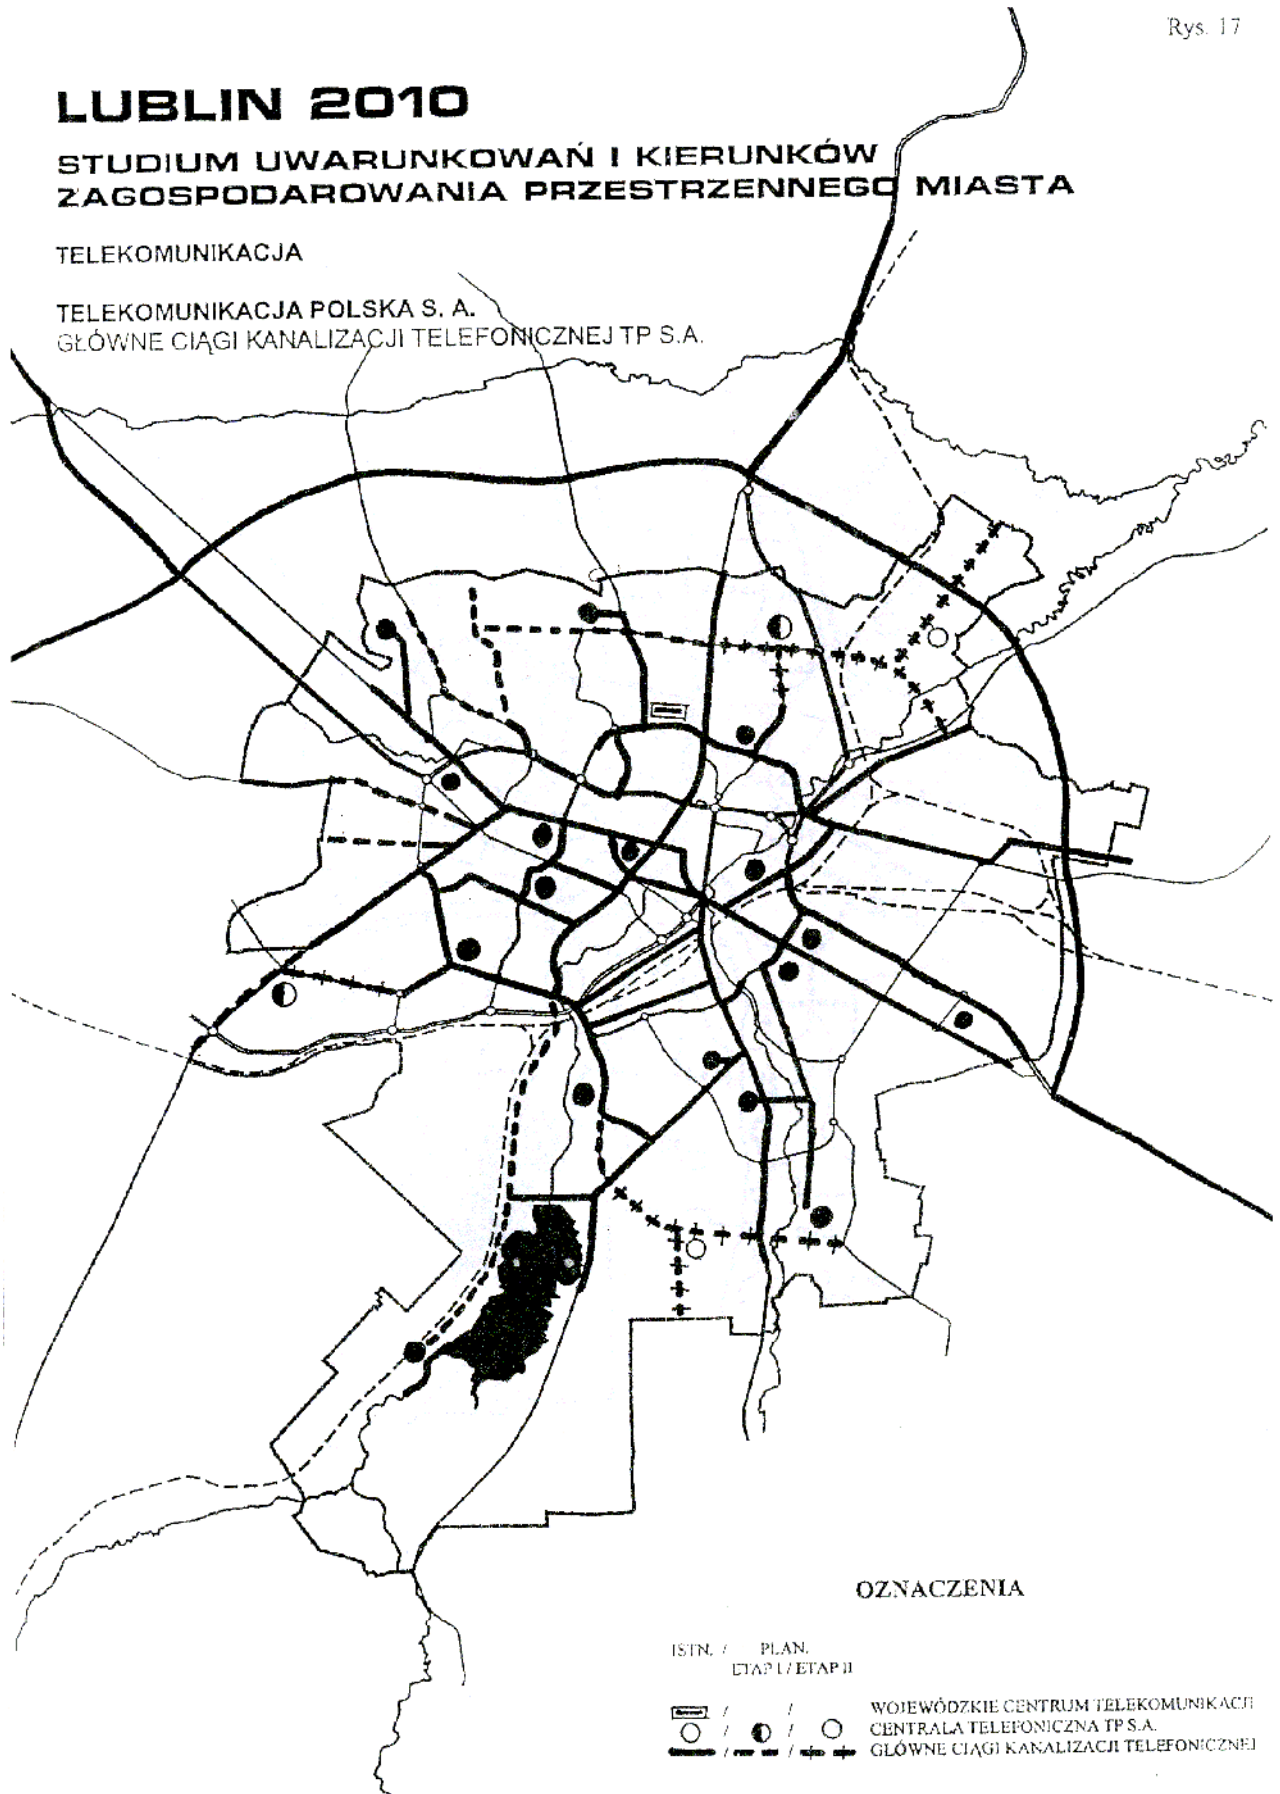 Rys. 17
LUBLIN 2010
STUDIUM UWARUNKOWAŃ I KIERUNKÓW
ZAGOSPODAROWANIA PRZESTRZENNEGO MIASTA
TELEKOMUNIKACJA
TELEKOMUNIKACJA POLSKA S. A.
GŁÓWNE CIĄGI KANALIZACJI TELEFONICZNEJ TP S.A.
OZNACZENIA
ISTN. / PLAN.
ETAP I / ETAP II
/ / WOJEWÓDZKIE CENTRUM TELEKOMUNIKACJI
/ / CENTRALA TELEFONICZNA TP S.A.
/ / GŁÓWNE CIĄGI KANALIZACJI TELEFONICZNEJ